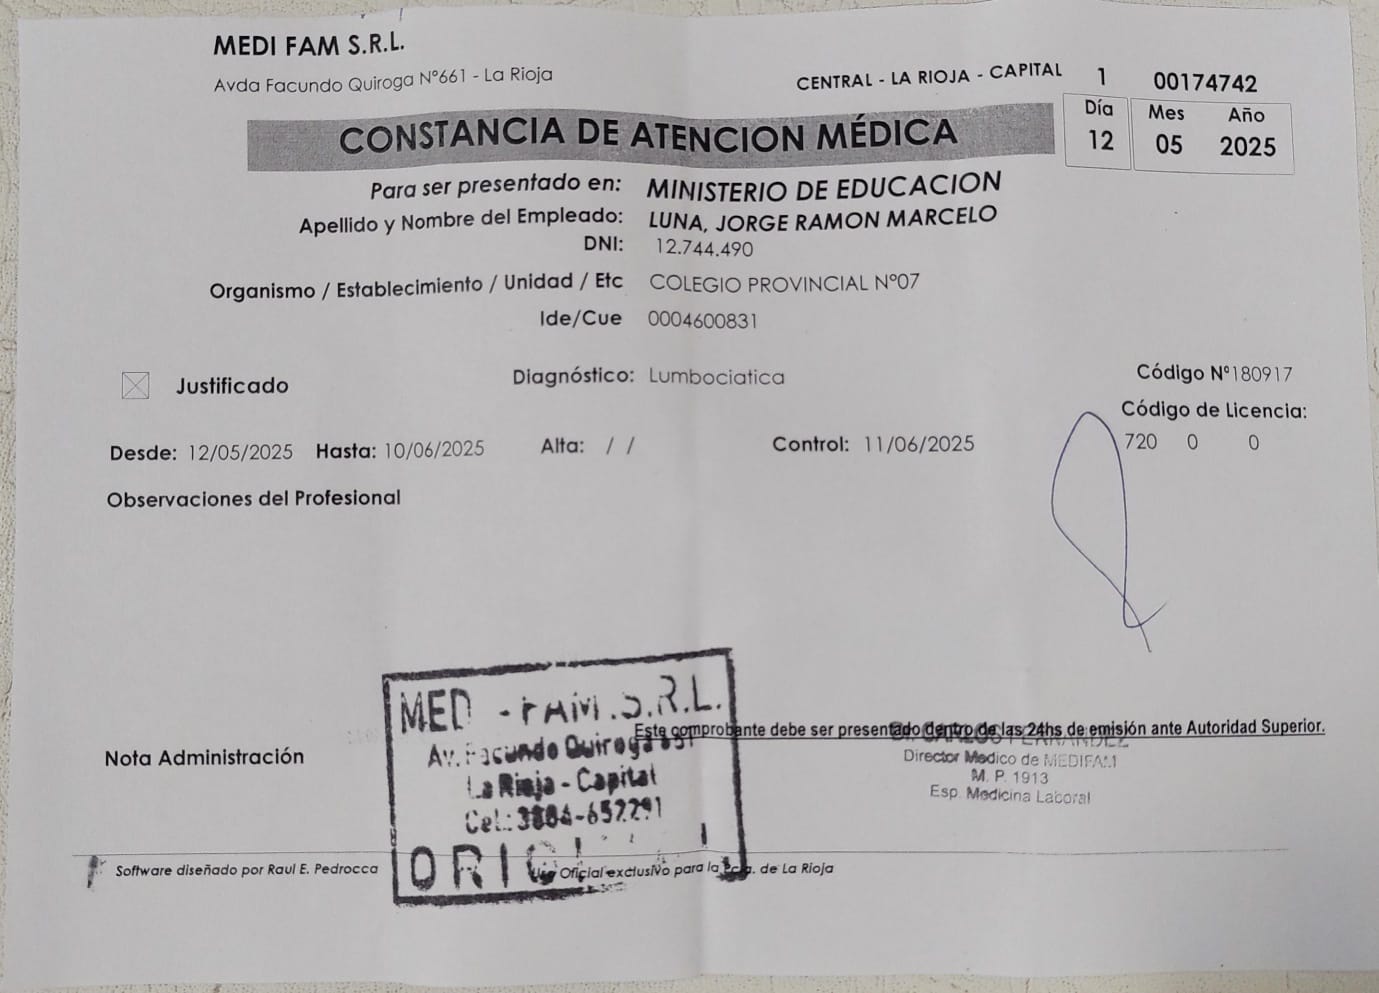 MEDI FAM S.R.L.
Avda Facundo Quiroga N°661 - La Rioja
CENTRAL - LA RIOJA - CAPITAL 1 00174742
Día Mes Año
12 05 2025
CONSTANCIA DE ATENCION MÉDICA
Para ser presentado en: MINISTERIO DE EDUCACION
Apellido y Nombre del Empleado: LUNA, JORGE RAMON MARCELO
DNI: 12.744.490
Organismo / Establecimiento / Unidad / Etc COLEGIO PROVINCIAL N°07
Ide/Cue 0004600831
Justificado
Diagnóstico: Lumbociatica
Código N°180917
Código de Licencia:
720 0 0
Desde: 12/05/2025 Hasta: 10/06/2025 Alta: / / Control: 11/06/2025
Observaciones del Profesional
MED - FAM.S.R.L.
Av. Facundo Quiroga
La Rioja - Capital
Cel.: 3804-652291
Este comprobante debe ser presentado dentro de las 24hs de emisión ante Autoridad Superior.
Director Medico de MEDIFAM
M. P. 1913
Esp. Medicina Laboral
Nota Administración
Software diseñado por Raul E. Pedrocca
Uso Oficial exclusivo para la Pcia. de La Rioja